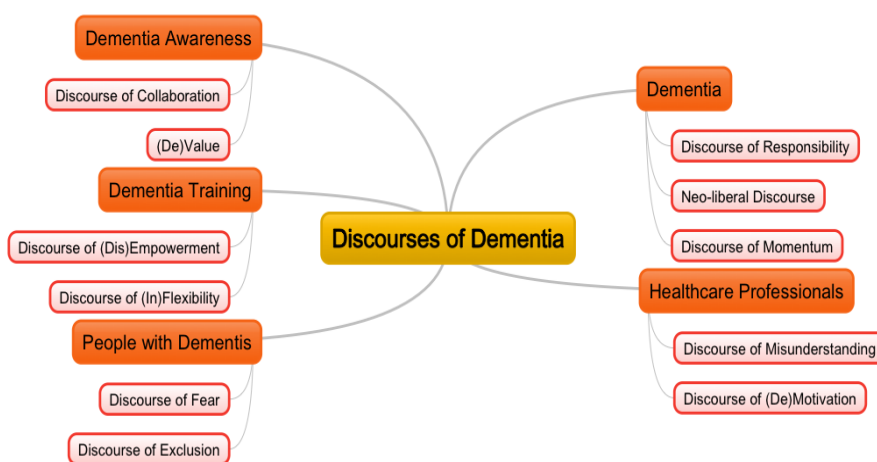 Discourses of Dementia
Dementia Awareness
Discourse of Collaboration
(De)Value
Dementia Training
Discourse of (Dis)Empowerment
Discourse of (In)Flexibility
People with Dementis
Discourse of Fear
Discourse of Exclusion
Dementia
Discourse of Responsibility
Neo-liberal Discourse
Discourse of Momentum
Healthcare Professionals
Discourse of Misunderstanding
Discourse of (De)Motivation